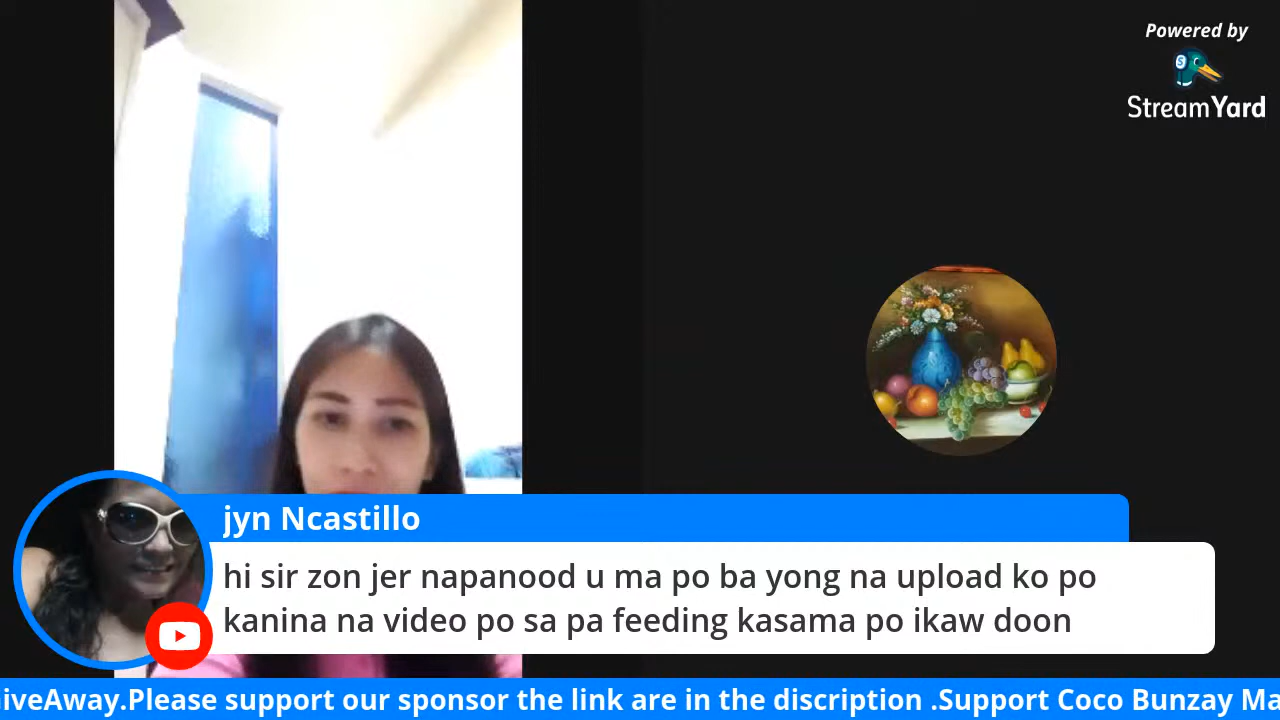 Powered by
StreamYard
jyn Ncastillo
hi sir zon jer napanood u ma po ba yong na upload ko po
kanina na video po sa pa feeding kasama po ikaw doon
iveAway.Please support our sponsor the link are in the discription .Support Coco Bunzay Ma